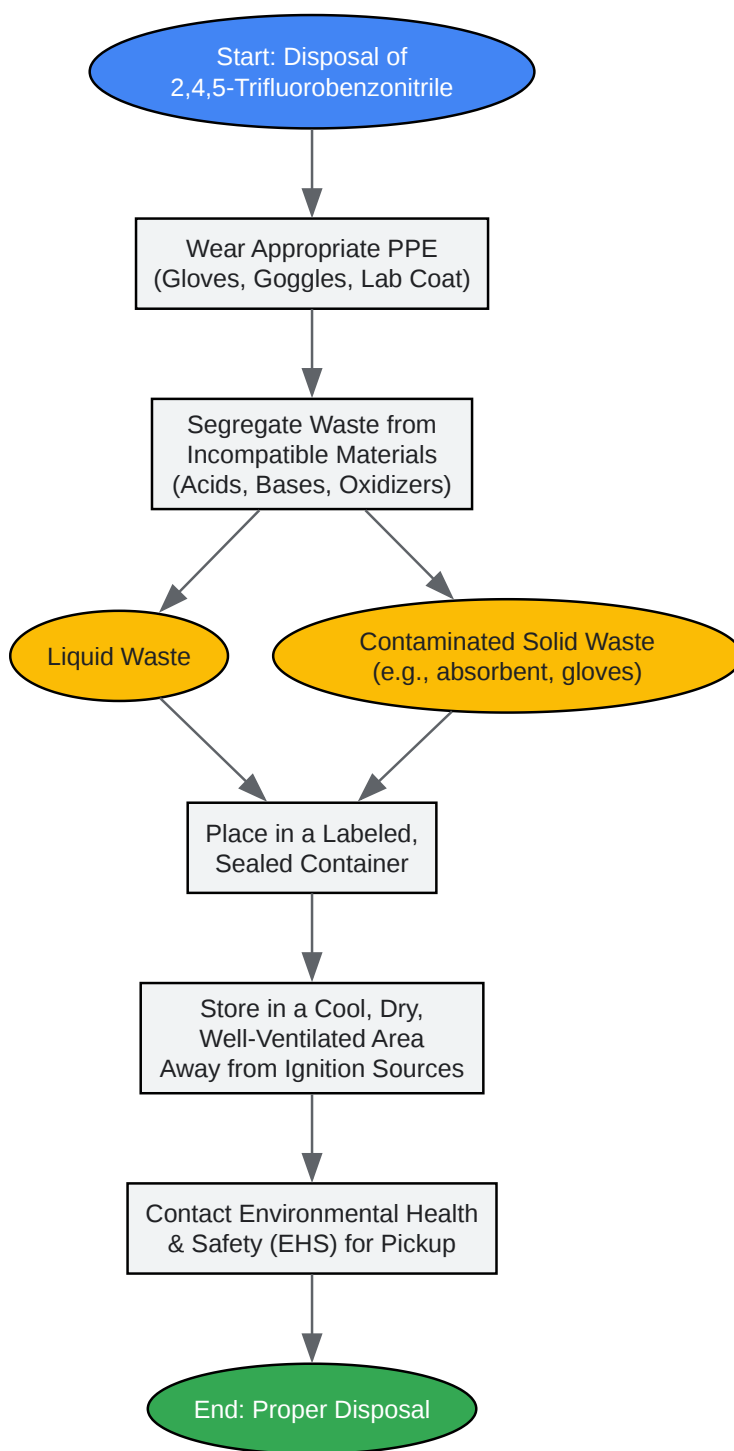 Start: Disposal of
2,4,5-Trifluorobenzonitrile
Wear Appropriate PPE
(Gloves, Goggles, Lab Coat)
Segregate Waste from
Incompatible Materials
(Acids, Bases, Oxidizers)
Liquid Waste
Contaminated Solid Waste
(e.g., absorbent, gloves)
Place in a Labeled,
Sealed Container
Store in a Cool, Dry,
Well-Ventilated Area
Away from Ignition Sources
Contact Environmental Health
& Safety (EHS) for Pickup
End: Proper Disposal